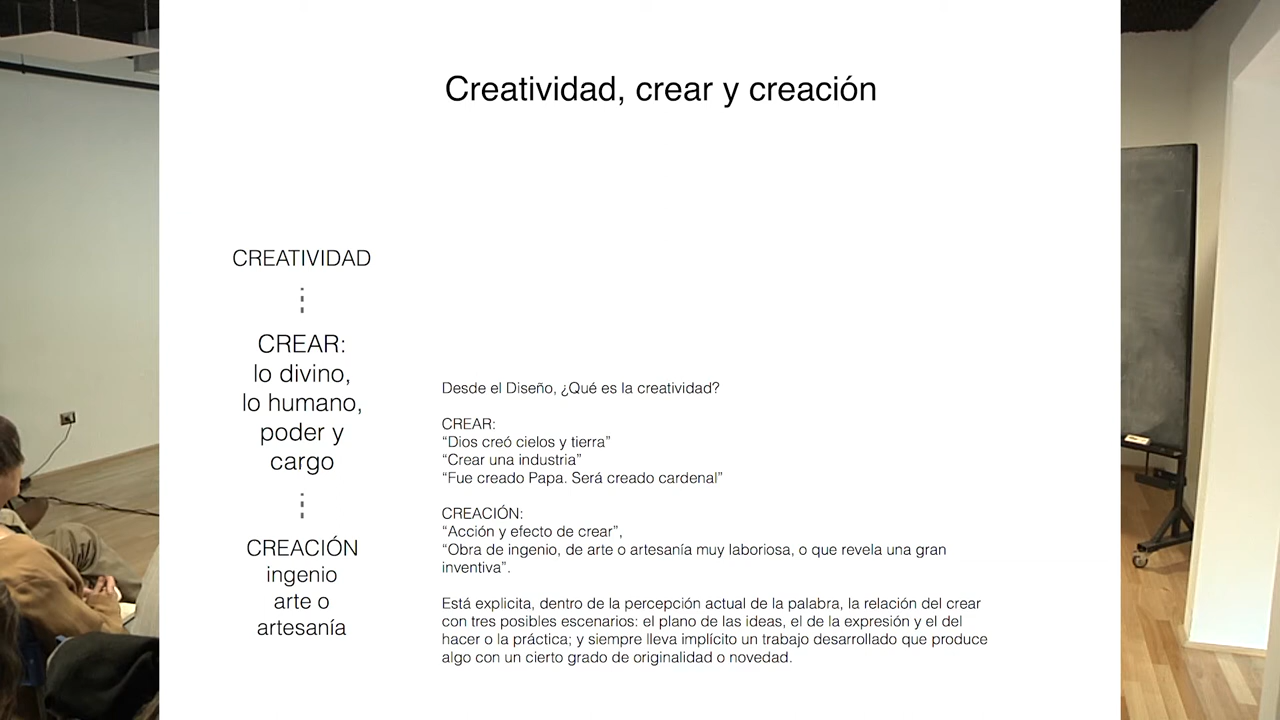 Creatividad, crear y creación
CREATIVIDAD
CREAR:
lo divino,
lo humano,
poder y
cargo
CREACIÓN
ingenio
arte o
artesanía
Desde el Diseño, ¿Qué es la creatividad?
CREAR:
“Dios creó cielos y tierra”
“Crear una industria”
“Fue creado Papa. Será creado cardenal”
CREACIÓN:
“Acción y efecto de crear”,
“Obra de ingenio, de arte o artesanía muy laboriosa, o que revela una gran
inventiva”.
Está explicita, dentro de la percepción actual de la palabra, la relación del crear
con tres posibles escenarios: el plano de las ideas, el de la expresión y el del
hacer o la práctica; y siempre lleva implícito un trabajo desarrollado que produce
algo con un cierto grado de originalidad o novedad.